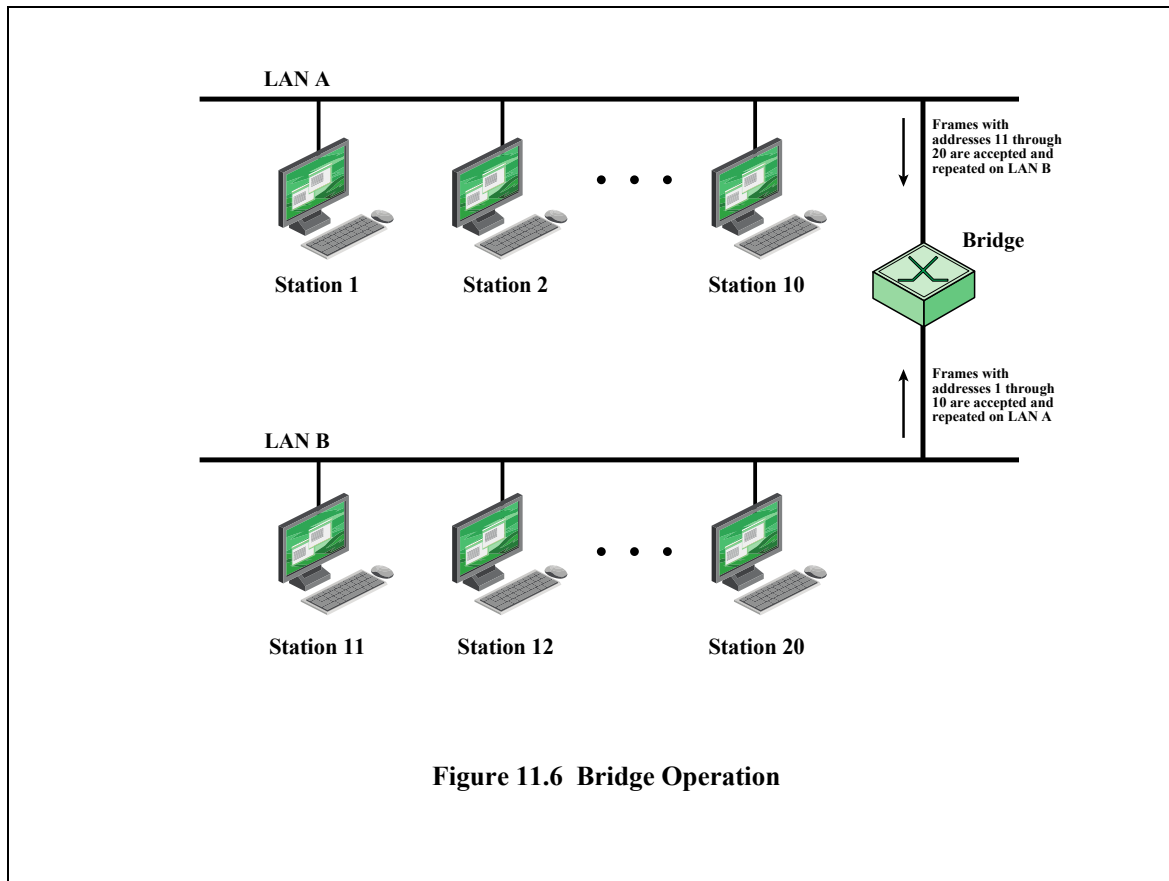 LAN A
Frames with
addresses 11 through
20 are accepted and
repeated on LAN B
Bridge
Station 1
Station 2
Station 10
Frames with
addresses 1 through
10 are accepted and
repeated on LAN A
LAN B
Station 11
Station 12
Station 20
Figure 11.6 Bridge Operation